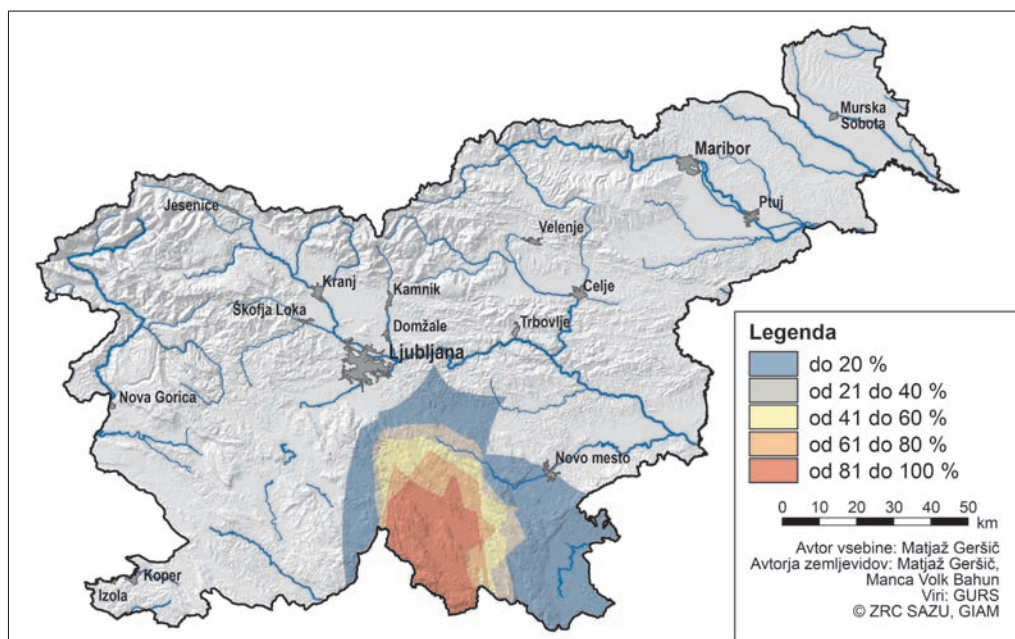 Murska
Sobota
Maribor
Ptuj
Jesenice
Velenje
Kranj
Kamnik
Celje
Škofja Loka
Domžale
Trbovlje
Ljubljana
Nova Gorica
Novo mesto
Koper
Izola
Legenda
do 20 %
od 21 do 40 %
od 41 do 60 %
od 61 do 80 %
od 81 do 100 %
0 10 20 30 40 50
km
Avtor vsebine: Matjaž Geršič
Avtorja zemljevidov: Matjaž Geršič,
Manca Volk Bahun
Viri: GURS
© ZRC SAZU, GIAM